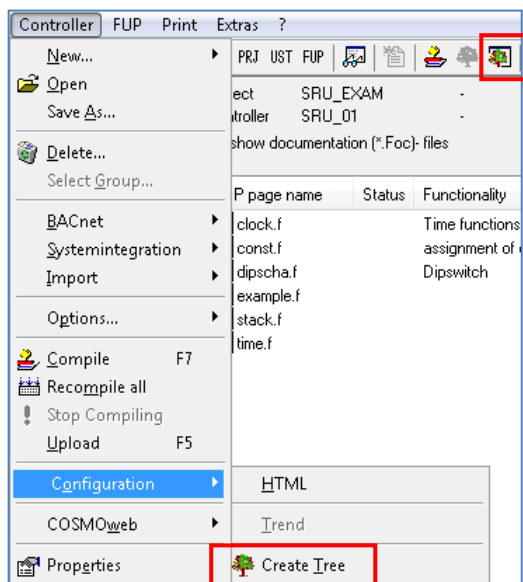 Controller FUP Print Extras ?
New...
PRJ UST FUP
Open
ect SRU_EXAM -
Save As...
troller SRU_01 -
show documentation (*.Foc)- files
Delete...
Select Group...
P page name Status Functionality
BACnet
clock.f Time functions
Systemintegration
const.f assignment of
Import
dipscha.f Dipswitch
example.f
Options...
stack.f
time.f
Compile F7
Recompile all
Stop Compiling
Upload F5
Configuration
HTML
COSMOweb
Trend
Properties
Create Tree